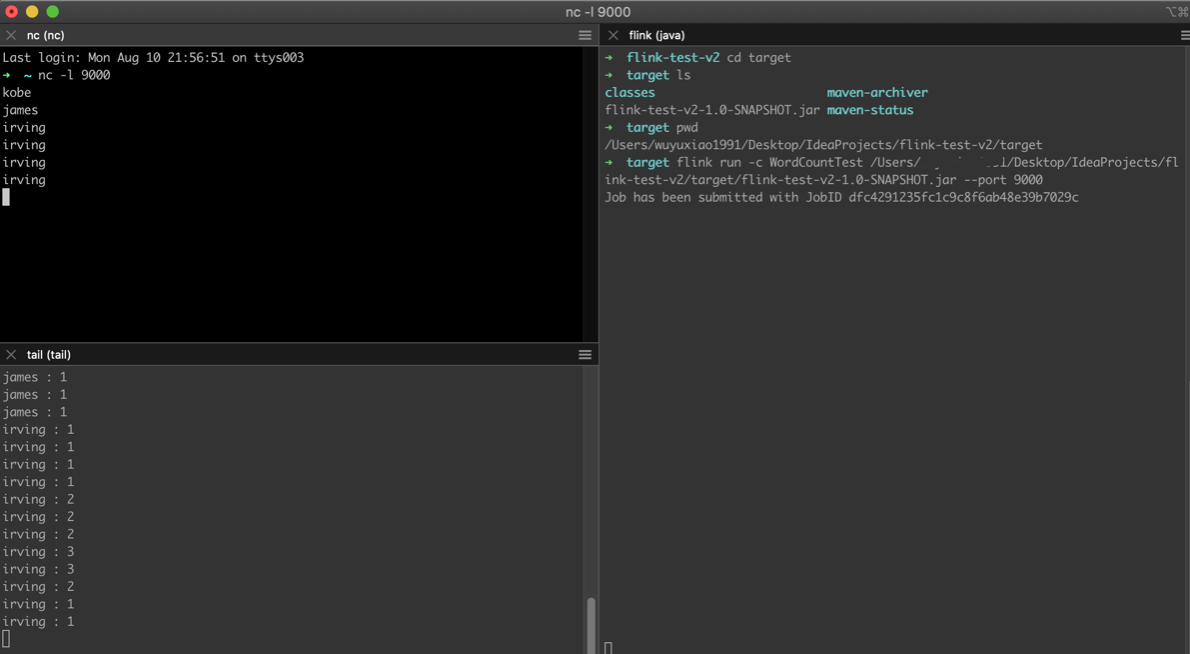 nc -l 9000
⌥⌘
nc (nc)
Last login: Mon Aug 10 21:56:51 on ttys003
➜  ~ nc -l 9000
kobe
james
irving
irving
irving
irving
tail (tail)
james : 1
james : 1
james : 1
irving : 1
irving : 1
irving : 1
irving : 1
irving : 2
irving : 2
irving : 2
irving : 3
irving : 3
irving : 2
irving : 1
irving : 1
flink (java)
➜  flink-test-v2 cd target
➜  target ls
classes maven-archiver
flink-test-v2-1.0-SNAPSHOT.jar maven-status
➜  target pwd
/Users/wuyuxiao1991/Desktop/IdeaProjects/flink-test-v2/target
➜  target flink run -c WordCountTest /Users/ /Desktop/IdeaProjects/fl
ink-test-v2/target/flink-test-v2-1.0-SNAPSHOT.jar --port 9000
Job has been submitted with JobID dfc4291235fc1c9c8f6ab48e39b7029c